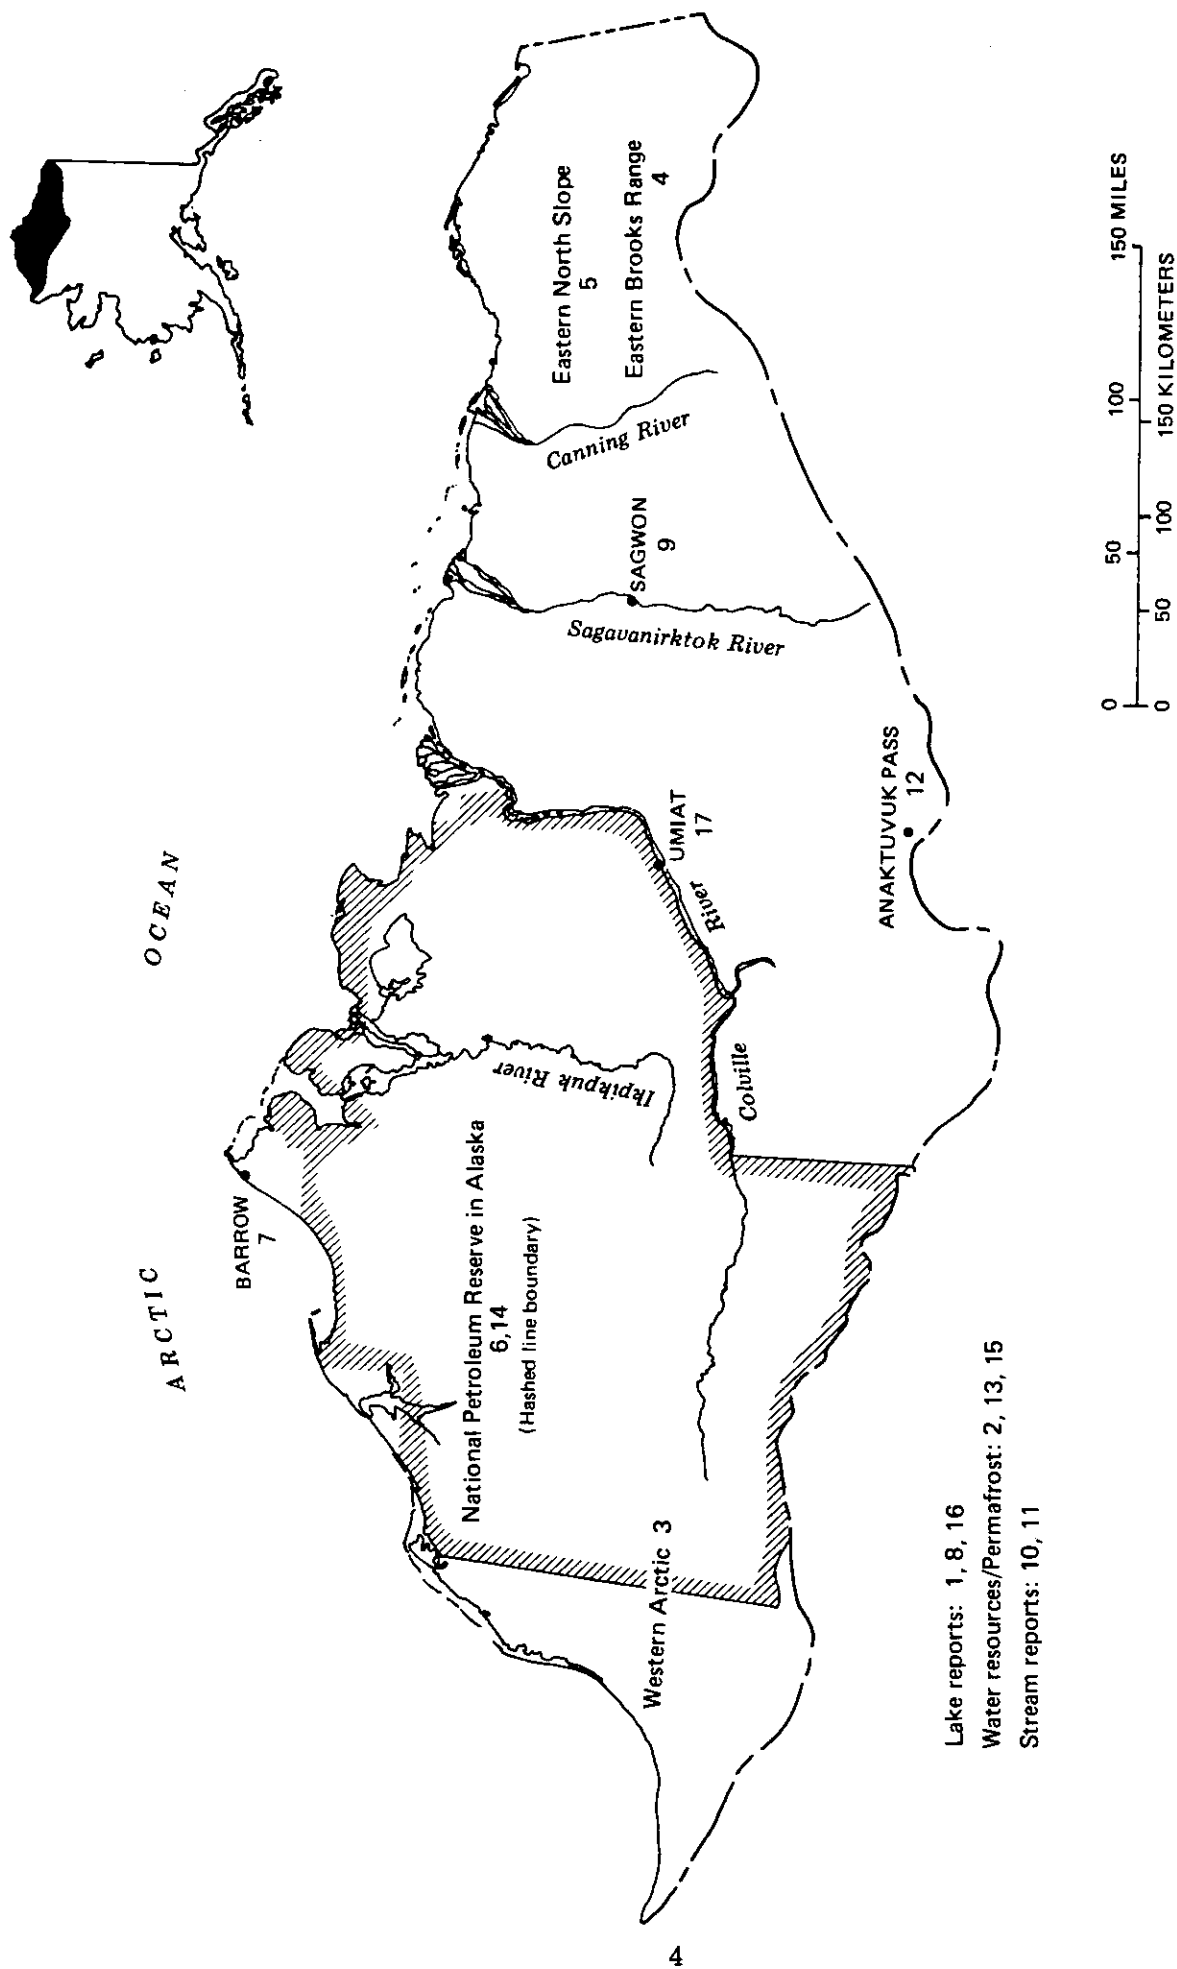 ARCTIC OCEAN
BARROW
7
National Petroleum Reserve in Alaska
6,14
(Hashed line boundary)
Ikpikpuk River
Western Arctic 3
Colville River
UMIAT
17
ANAKTUVUK PASS
12
Sagavanirktok River
SAGWON
9
Canning River
Eastern North Slope
5
Eastern Brooks Range
4
Lake reports: 1, 8, 16
Water resources/Permafrost: 2, 13, 15
Stream reports: 10, 11
0 50 100 150 MILES
0 50 100 150 KILOMETERS
4